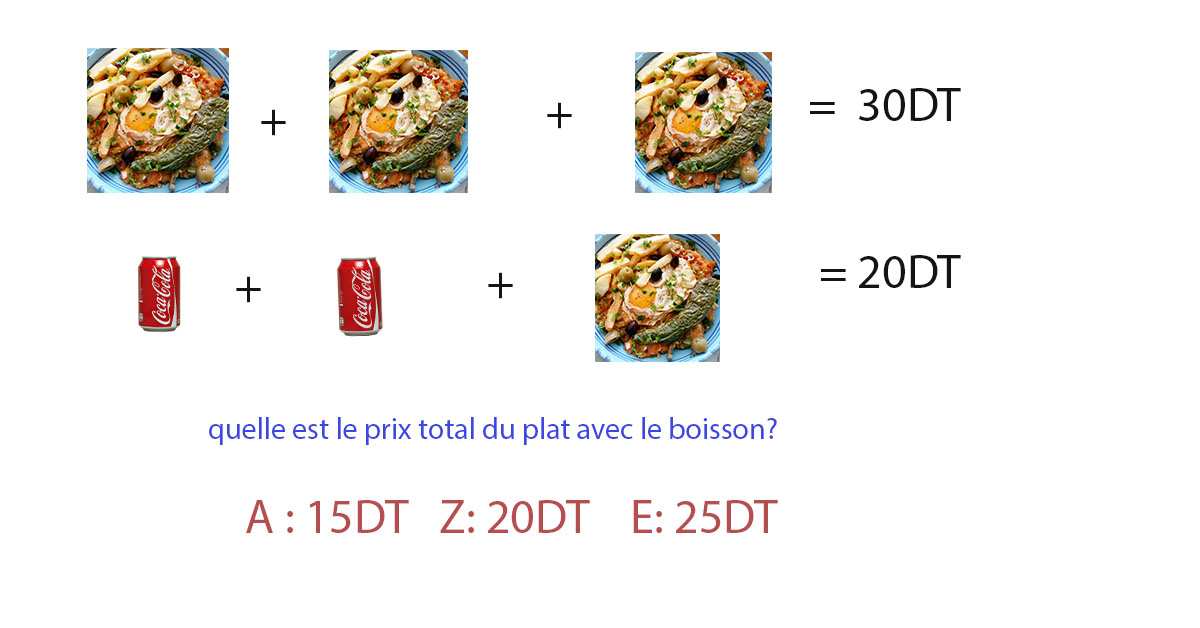 + + = 30DT
Coca-Cola + Coca-Cola + = 20DT
quelle est le prix total du plat avec le boisson?
A : 15DT Z: 20DT E: 25DT